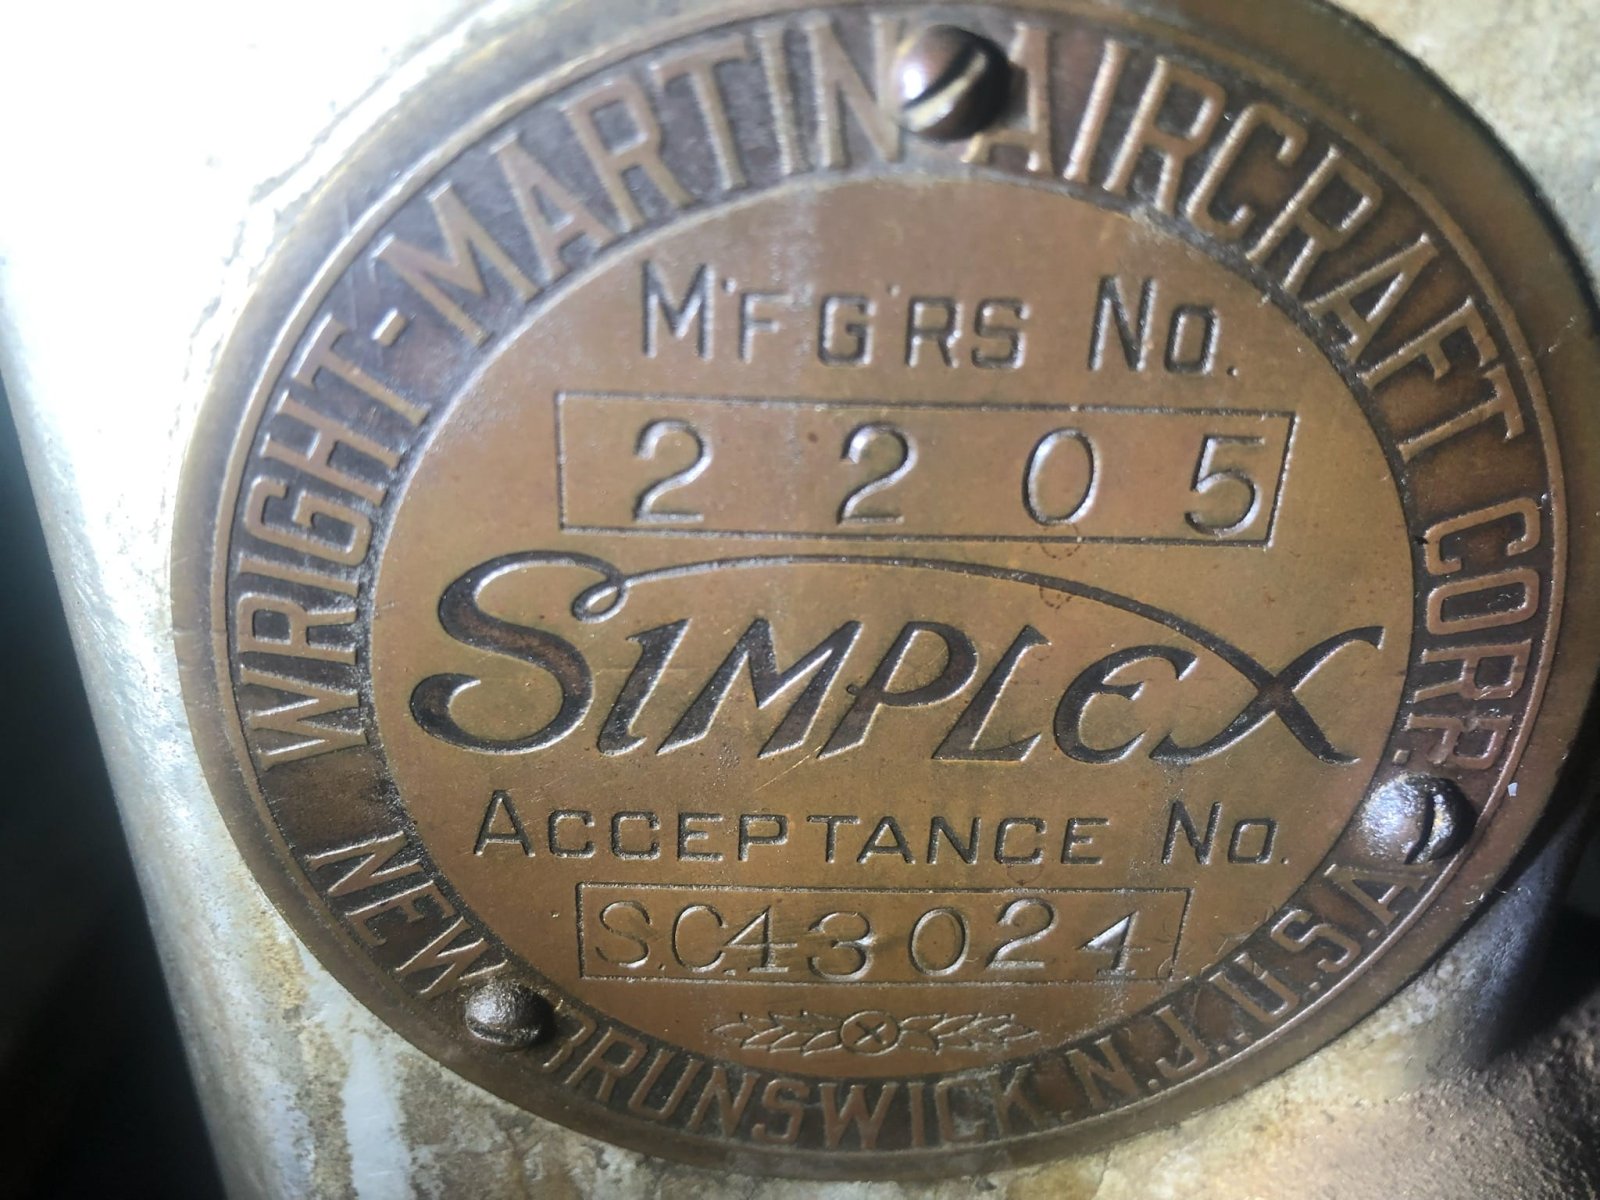 WRIGHT-MARTIN AIRCRAFT CORP.
M'F'G'RS No.
2205
SIMPLEX
ACCEPTANCE No.
S.C.43024
NEW BRUNSWICK.N.J.,U.S.A.